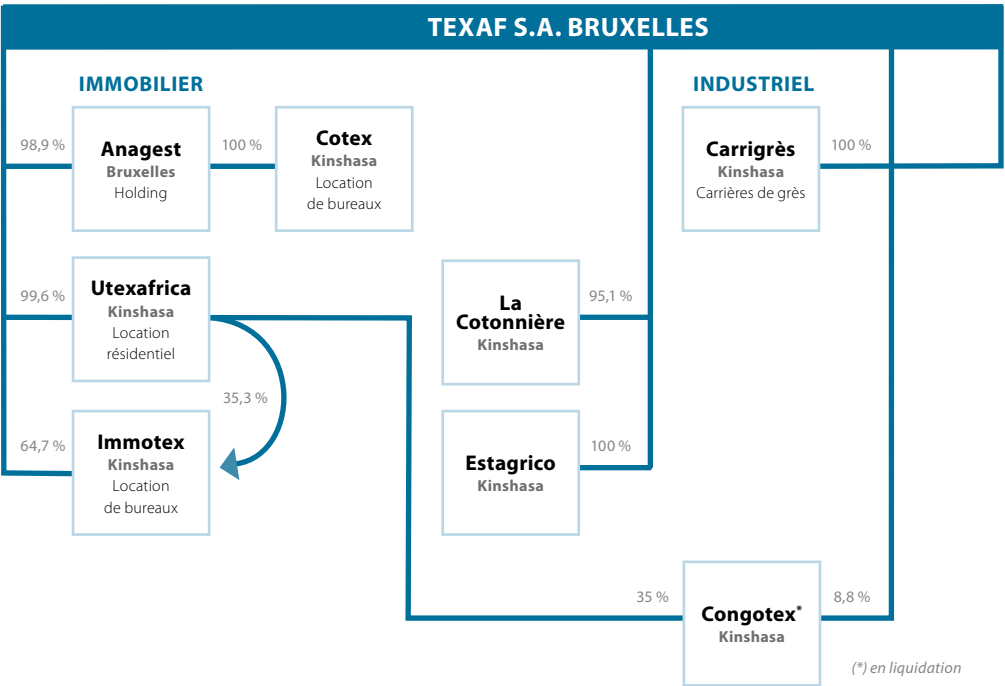 TEXAF S.A. BRUXELLES
IMMOBILIER
INDUSTRIEL
98,9 %
Anagest
Bruxelles
Holding
100 %
Cotex
Kinshasa
Location
de bureaux
Carrigrès
Kinshasa
Carrières de grès
100 %
99,6 %
Utexafrica
Kinshasa
Location
résidentiel
La
Cotonnière
Kinshasa
95,1 %
35,3 %
64,7 %
Immotex
Kinshasa
Location
de bureaux
Estagrico
Kinshasa
100 %
35 %
Congotex*
Kinshasa
8,8 %
(*) en liquidation